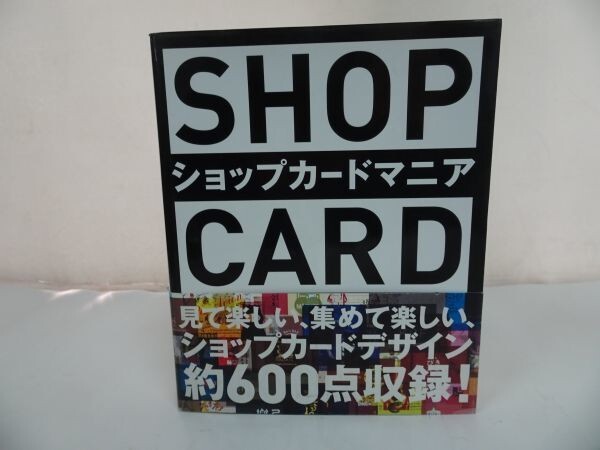 SHOP
ショップカードマニア
CARD
見て楽しい、集めて楽しい、
ショップカードデザイン
約600点収録!